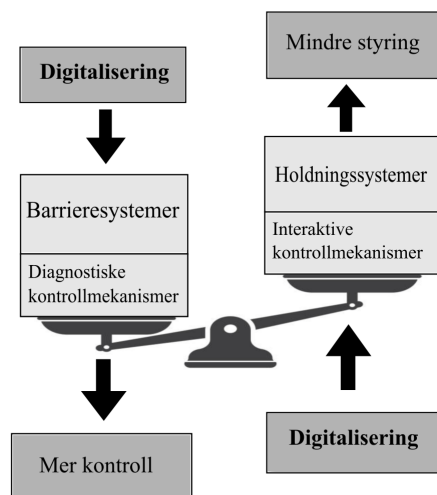 Digitalisering
Barrieresystemer
Diagnostiske
kontrollmekanismer
Mer kontroll
Mindre styring
Holdningssystemer
Interaktive
kontrollmekanismer
Digitalisering